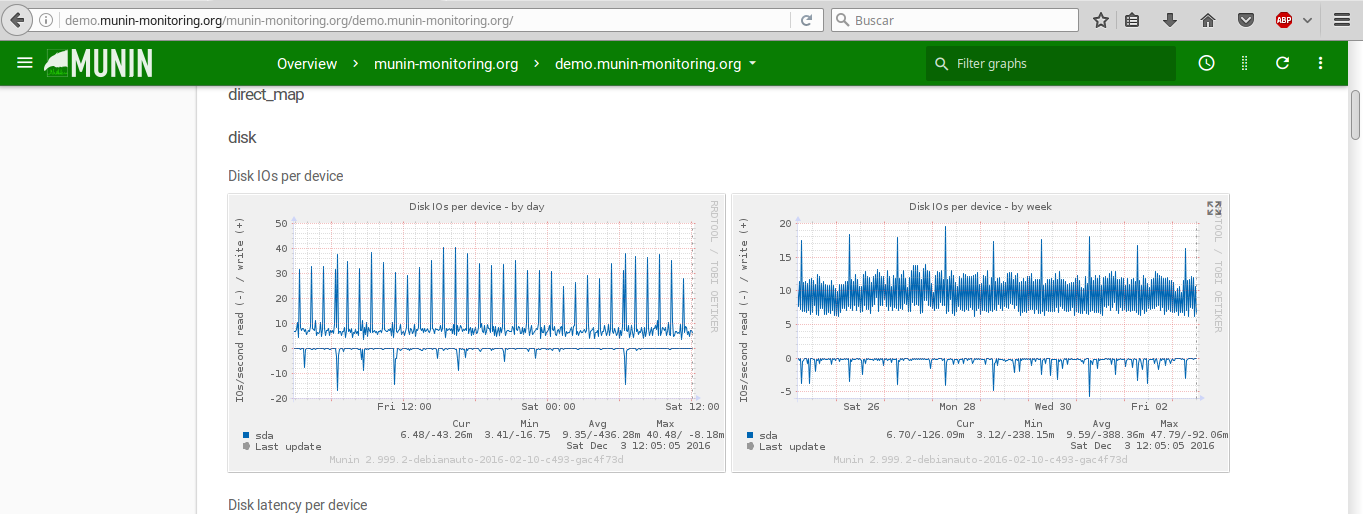 demo.munin-monitoring.org/munin-monitoring.org/demo.munin-monitoring.org/
Buscar
ABP
MUNIN
Overview > munin-monitoring.org > demo.munin-monitoring.org
Filter graphs
direct_map
disk
Disk IOs per device
Disk IOs per device - by day
RRDTOOL / TOBI OETIKER
IOs/second read (-) / write (+)
50
40
30
20
10
0
-10
-20
Fri 12:00 Sat 00:00 Sat 12:00
Cur Min Avg Max
sda 6.48/-43.26m 3.41/-16.75 9.35/-436.28m 40.48/ -8.18m
Last update Sat Dec 3 12:05:05 2016
Munin 2.999.2-debianauto-2016-02-10-c493-gac4f73d
Disk IOs per device - by week
RRDTOOL / TOBI OETIKER
IOs/second read (-) / write (+)
20
15
10
5
0
-5
Sat 26 Mon 28 Wed 30 Fri 02
Cur Min Avg Max
sda 6.70/-126.09m 3.12/-238.15m 9.59/-388.36m 47.79/-92.06m
Last update Sat Dec 3 12:05:05 2016
Munin 2.999.2-debianauto-2016-02-10-c493-gac4f73d
Disk latency per device